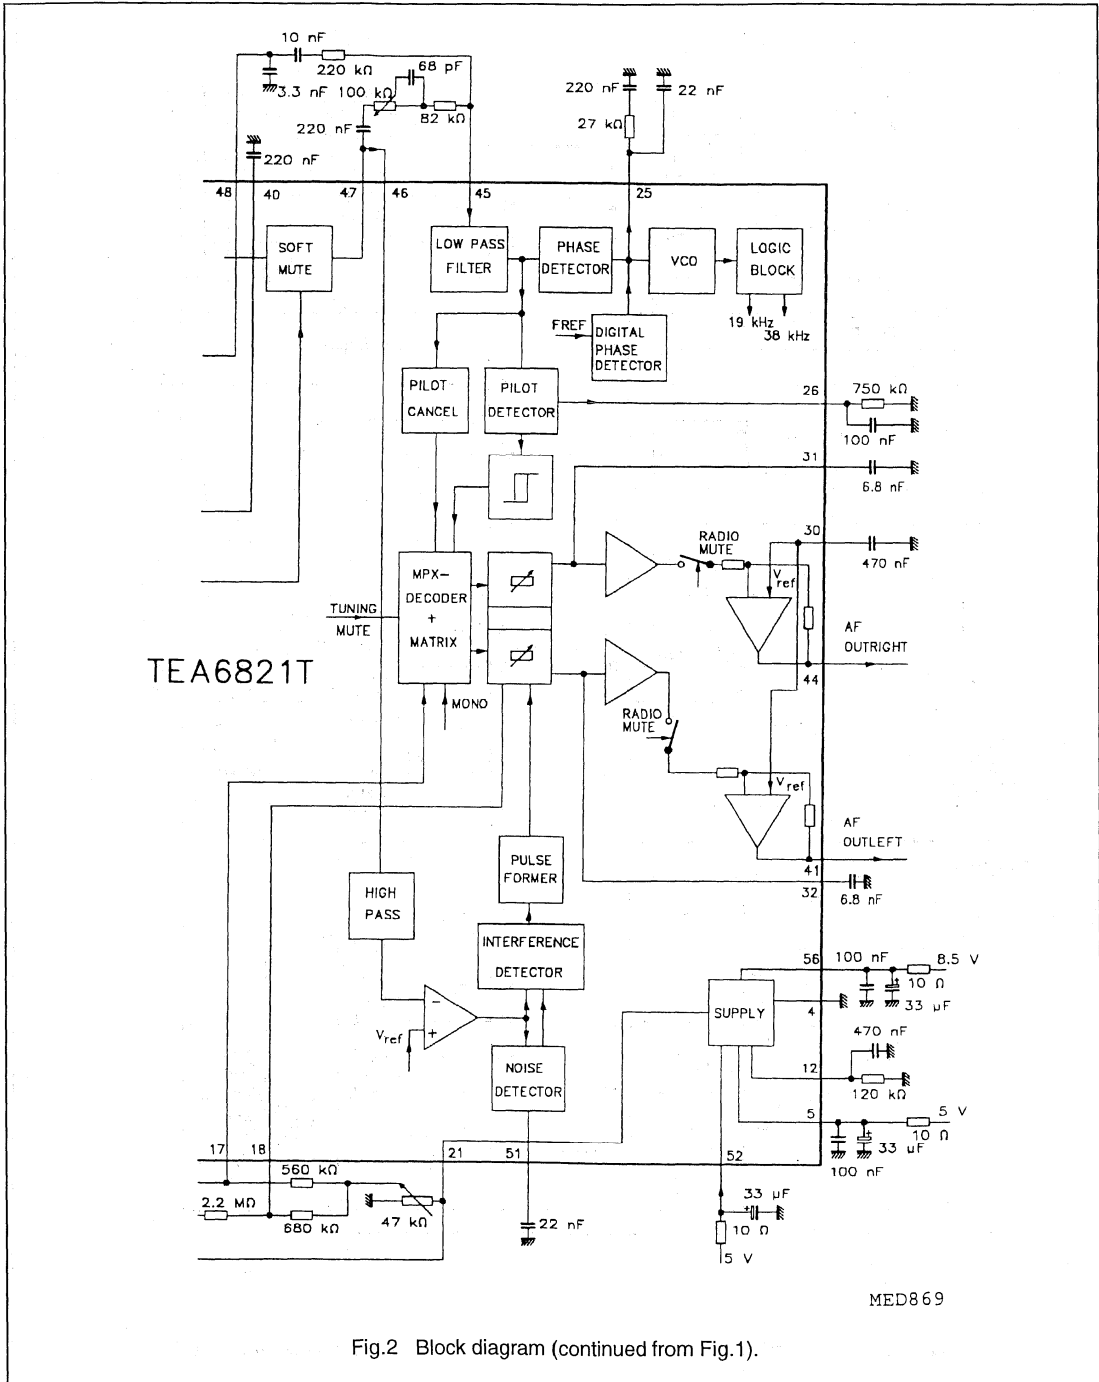 10 nF
220 kΩ
68 pF
3.3 nF
100 kΩ
82 kΩ
220 nF
220 nF
220 nF
22 nF
27 kΩ
48
40
47
46
45
25
SOFT
MUTE
LOW PASS
FILTER
PHASE
DETECTOR
VCO
LOGIC
BLOCK
19 kHz
38 kHz
FREF
DIGITAL
PHASE
DETECTOR
PILOT
CANCEL
PILOT
DETECTOR
26
750 kΩ
100 nF
31
6.8 nF
30
470 nF
RADIO
MUTE
Vref
MPX-
DECODER
+
MATRIX
TUNING
MUTE
MONO
AF
OUTRIGHT
44
TEA6821T
RADIO
MUTE
Vref
AF
OUTLEFT
41
32
6.8 nF
PULSE
FORMER
HIGH
PASS
INTERFERENCE
DETECTOR
−
+
Vref
NOISE
DETECTOR
SUPPLY
56
100 nF
8.5 V
10 Ω
+
33 µF
4
470 nF
12
120 kΩ
5
5 V
10 Ω
+
33 µF
100 nF
17
18
21
51
52
560 kΩ
2.2 MΩ
680 kΩ
47 kΩ
22 nF
33 µF
+
10 Ω
5 V
MED869
Fig.2 Block diagram (continued from Fig.1).